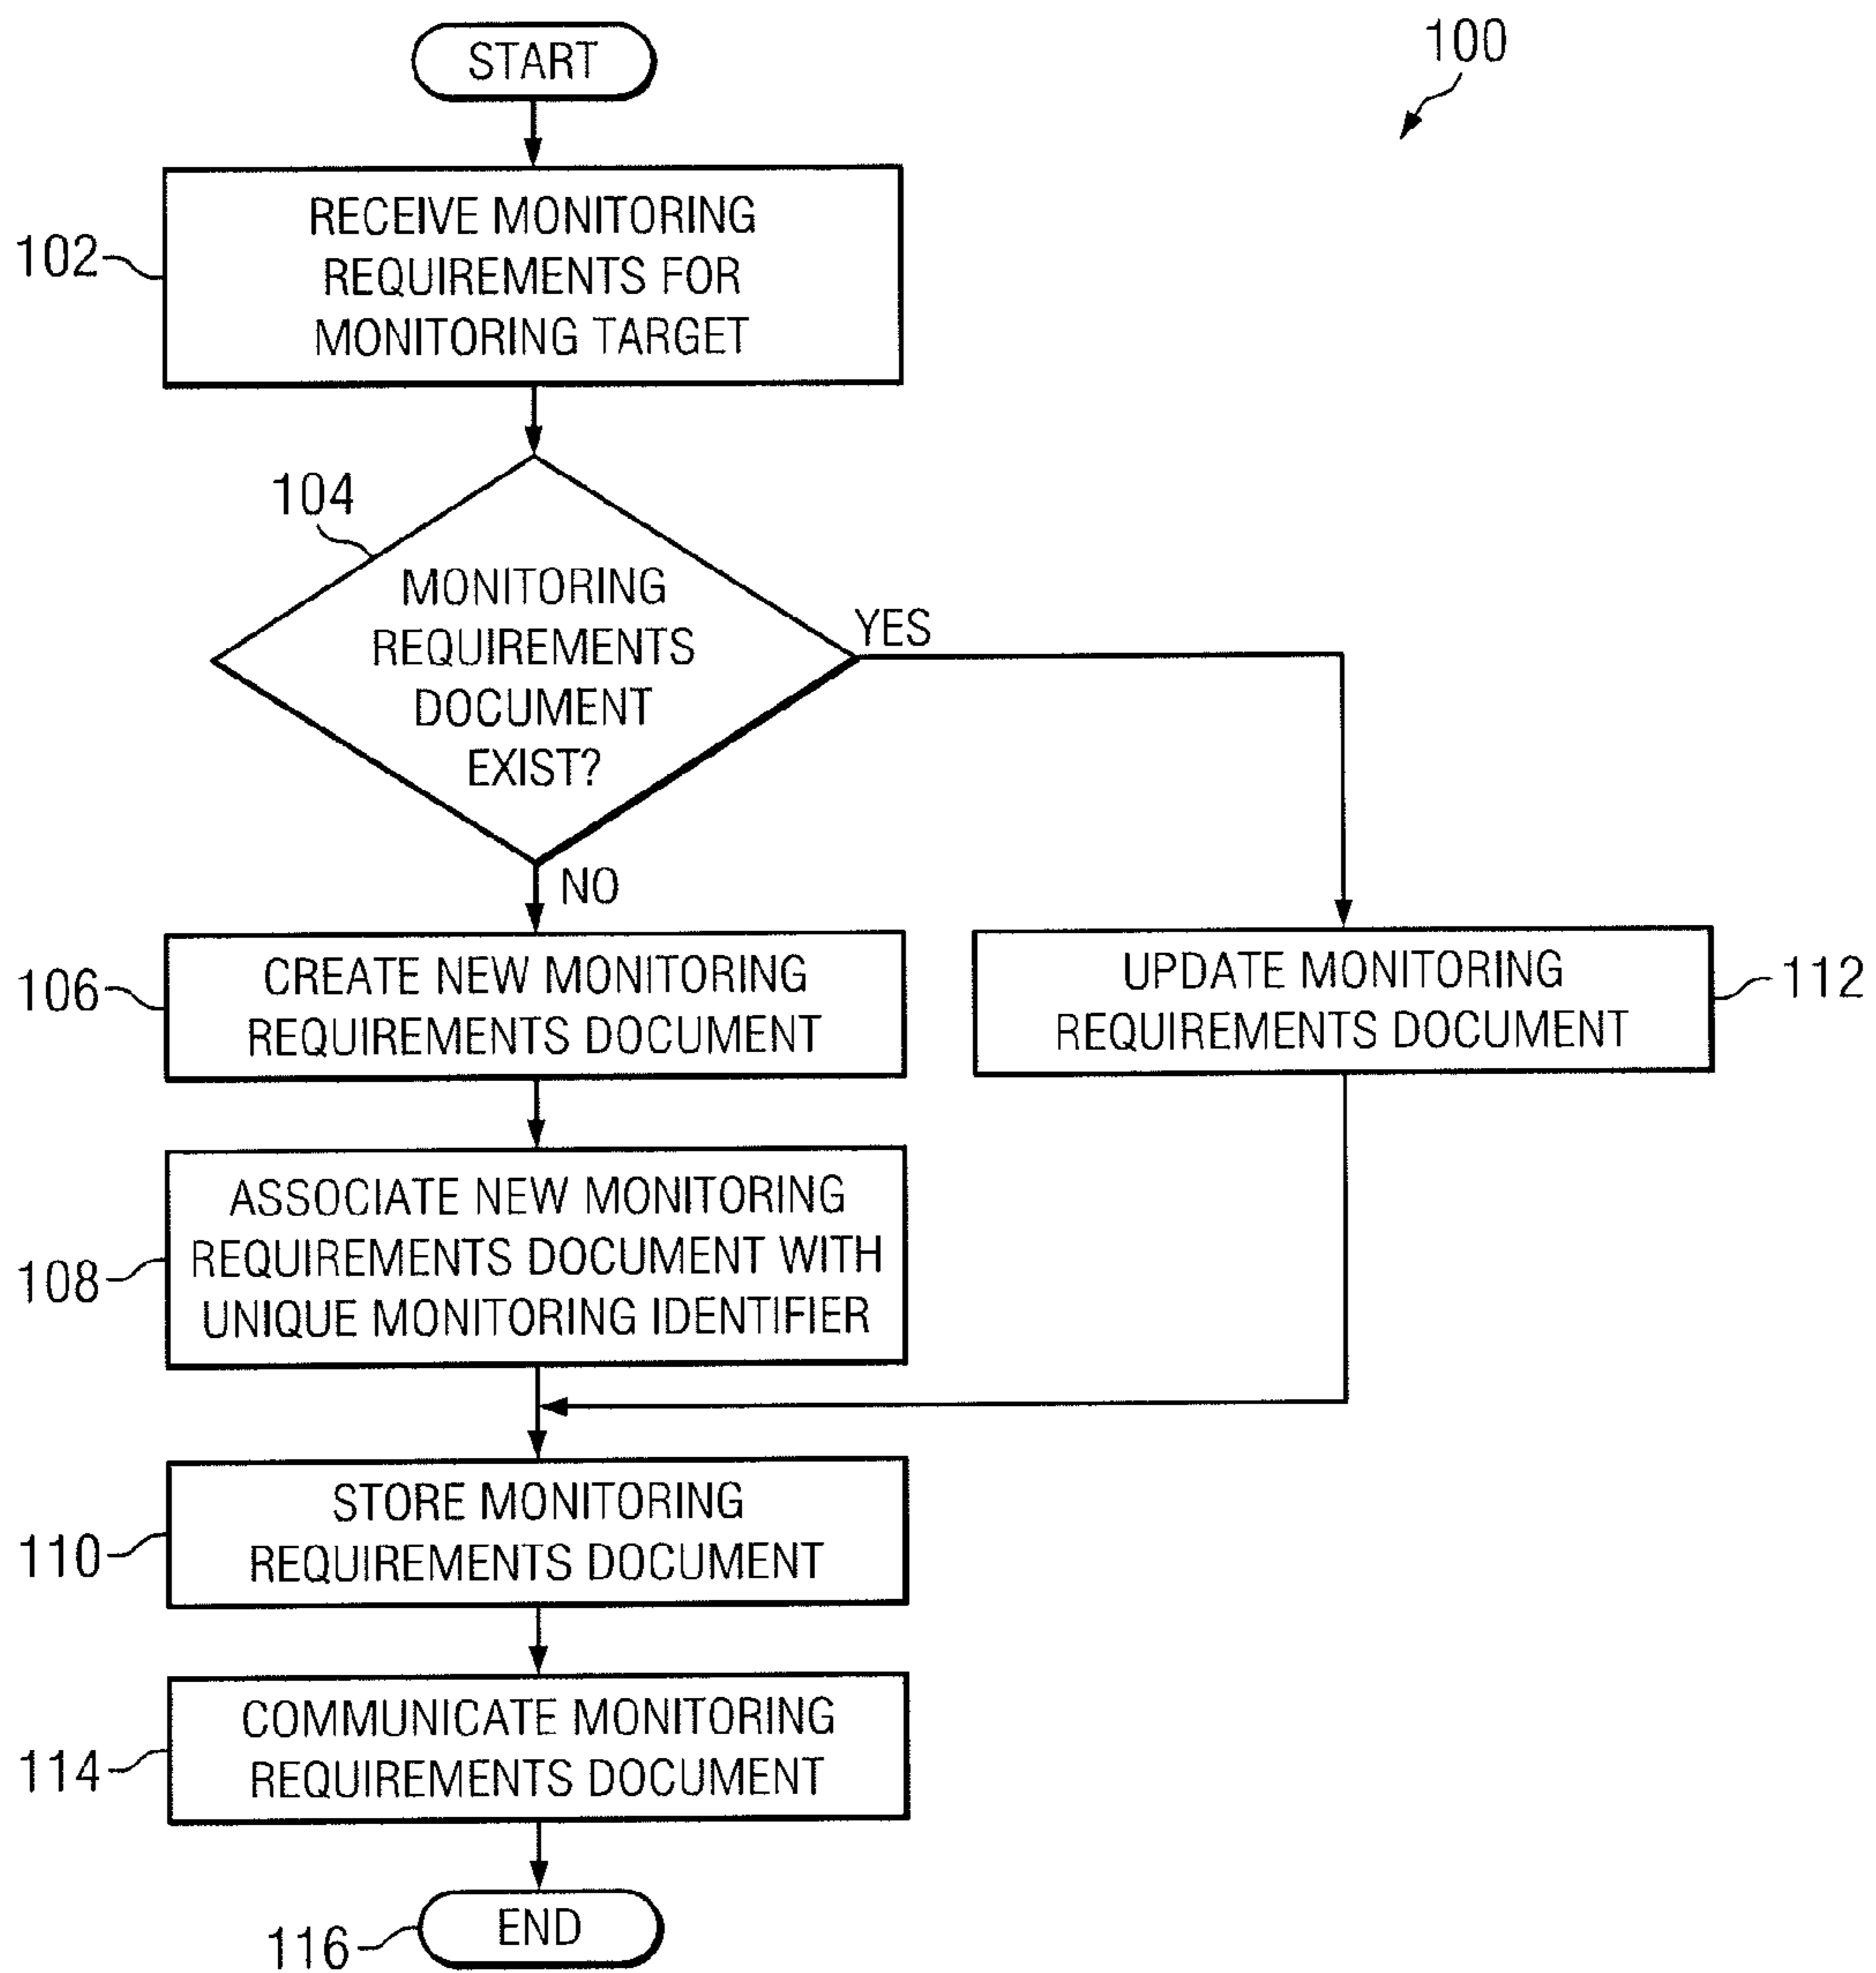 START
100
102
RECEIVE MONITORING
REQUIREMENTS FOR
MONITORING TARGET
104
MONITORING
REQUIREMENTS
DOCUMENT
EXIST?
YES
NO
106
CREATE NEW MONITORING
REQUIREMENTS DOCUMENT
UPDATE MONITORING
REQUIREMENTS DOCUMENT
112
108
ASSOCIATE NEW MONITORING
REQUIREMENTS DOCUMENT WITH
UNIQUE MONITORING IDENTIFIER
110
STORE MONITORING
REQUIREMENTS DOCUMENT
114
COMMUNICATE MONITORING
REQUIREMENTS DOCUMENT
116
END